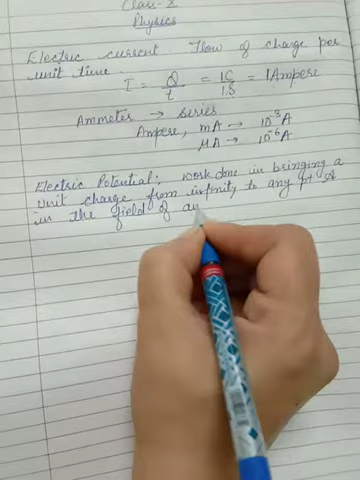 Class-X
Physics
Electric current Flow of charge per
unit time.
I = Q/t = 1C/1S = 1Ampere
Ammeter → series
Ampere, mA → 10⁻³A
μA → 10⁻⁶A
Electric Potential; Work done in bringing a
unit charge from infinity to any pt A
in the field of an